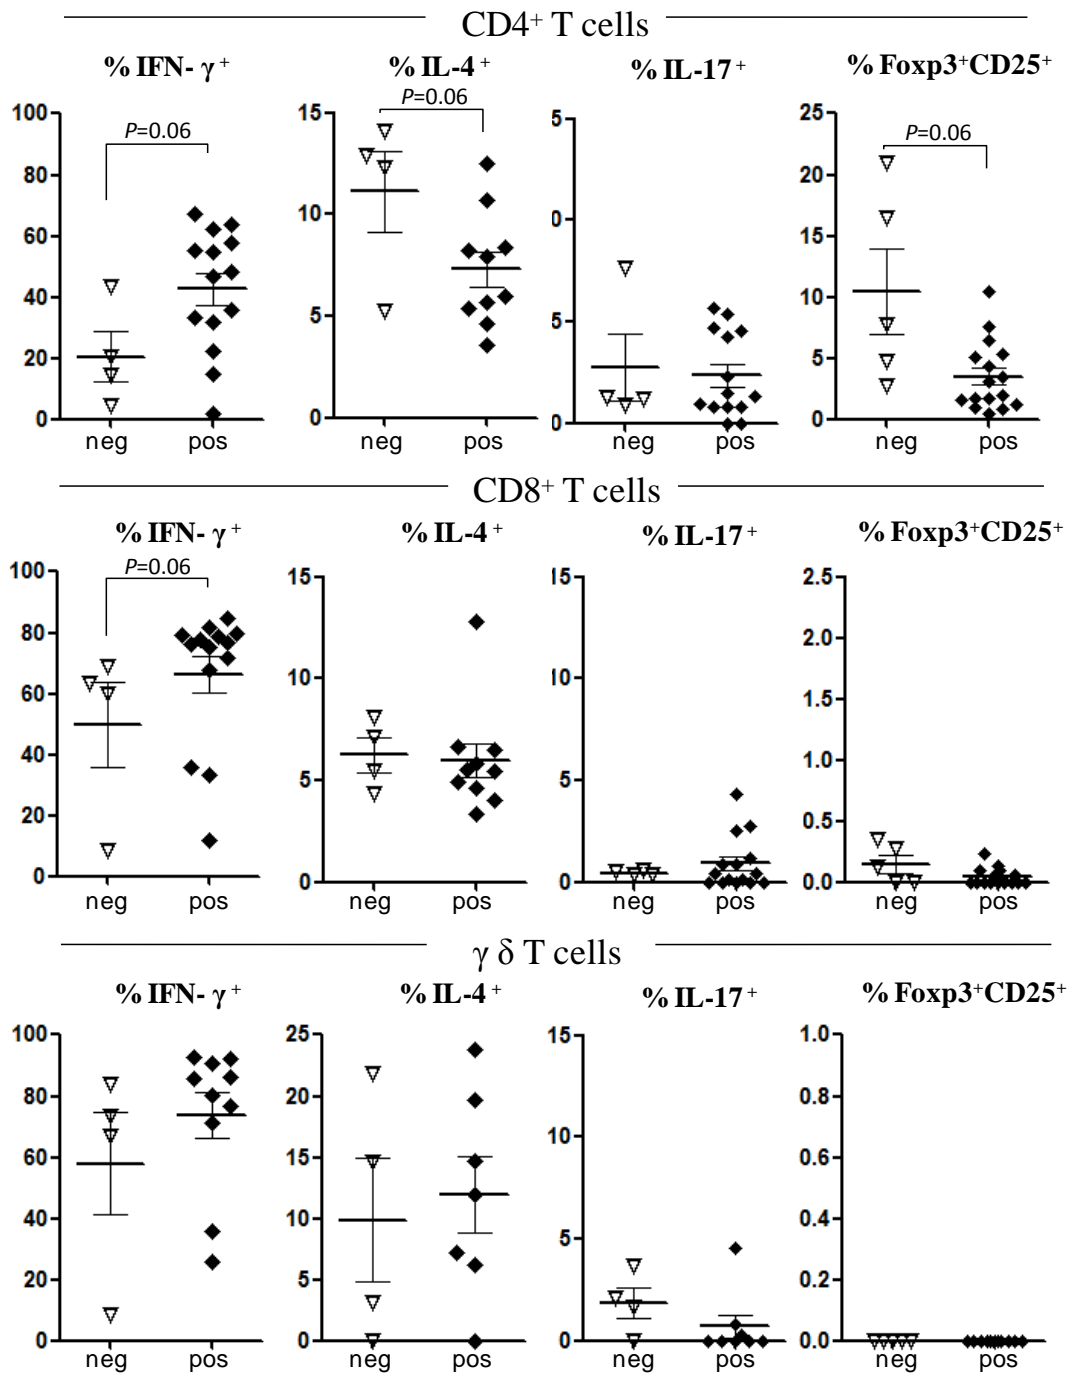 CD4⁺ T cells
% IFN- γ ⁺
% IL-4 ⁺
% IL-17 ⁺
% Foxp3⁺CD25⁺
P=0.06
P=0.06
P=0.06
100
80
60
40
20
0
neg
pos
15
10
5
0
neg
pos
5
0
5
0
neg
pos
25
20
15
10
5
0
neg
pos
CD8⁺ T cells
% IFN- γ ⁺
% IL-4 ⁺
% IL-17 ⁺
% Foxp3⁺CD25⁺
P=0.06
100
80
60
40
20
0
neg
pos
15
10
5
0
neg
pos
15
10
5
0
neg
pos
2.5
2.0
1.5
1.0
0.5
0.0
neg
pos
γ δ T cells
% IFN- γ ⁺
% IL-4 ⁺
% IL-17 ⁺
% Foxp3⁺CD25⁺
100
80
60
40
20
0
neg
pos
25
20
15
10
5
0
neg
pos
15
10
5
0
neg
pos
1.0
0.8
0.6
0.4
0.2
0.0
neg
pos